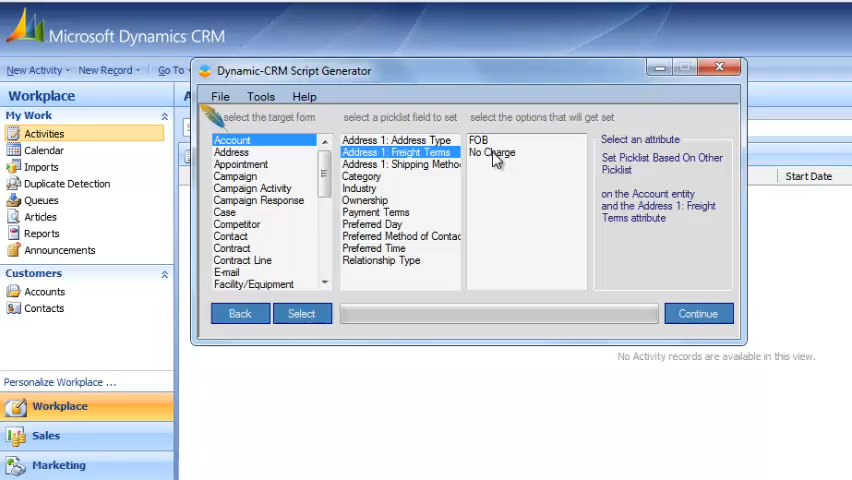 Microsoft Dynamics CRM
New Activity
New Record
Go To
Workplace
My Work
Activities
Calendar
Imports
Duplicate Detection
Queues
Articles
Reports
Announcements
Customers
Accounts
Contacts
Personalize Workplace ...
Workplace
Sales
Marketing
Dynamic-CRM Script Generator
File Tools Help
select the target form
select a picklist field to set
select the options that will get set
Account
Address
Appointment
Campaign
Campaign Activity
Campaign Response
Case
Competitor
Contact
Contract
Contract Line
E-mail
Facility/Equipment
Address 1: Address Type
Address 1: Freight Terms
Address 1: Shipping Metho
Category
Industry
Ownership
Payment Terms
Preferred Day
Preferred Method of Contac
Preferred Time
Relationship Type
FOB
No Charge
Select an attribute
Set Picklist Based On Other
Picklist
on the Account entity
and the Address 1: Freight
Terms attribute
Back
Select
Continue
Start Date
No Activity records are available in this view.